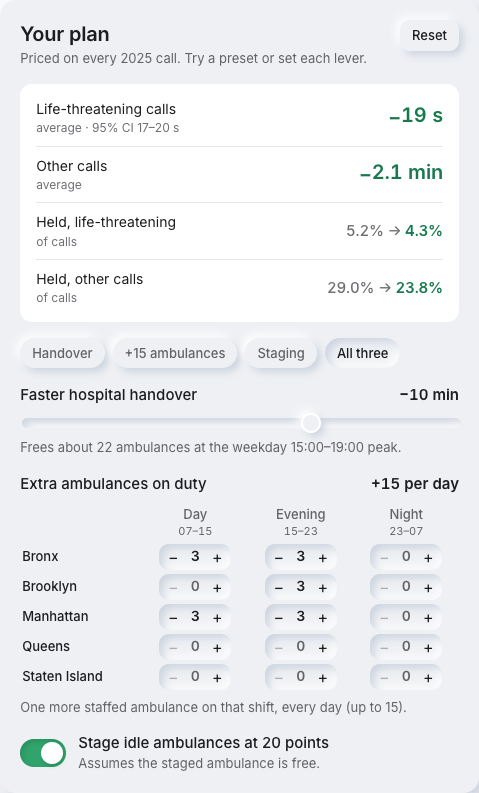 Your plan
Reset
Priced on every 2025 call. Try a preset or set each lever.
Life-threatening calls
average · 95% CI 17–20 s
−19 s
Other calls
average
−2.1 min
Held, life-threatening
of calls
5.2% → 4.3%
Held, other calls
of calls
29.0% → 23.8%
Handover +15 ambulances Staging All three
Faster hospital handover −10 min
Frees about 22 ambulances at the weekday 15:00–19:00 peak.
Extra ambulances on duty +15 per day
Day Evening Night
07–15 15–23 23–07
Bronx − 3 + − 3 + − 0 +
Brooklyn − 0 + − 3 + − 0 +
Manhattan − 3 + − 3 + − 0 +
Queens − 0 + − 0 + − 0 +
Staten Island − 0 + − 0 + − 0 +
One more staffed ambulance on that shift, every day (up to 15).
Stage idle ambulances at 20 points
Assumes the staged ambulance is free.